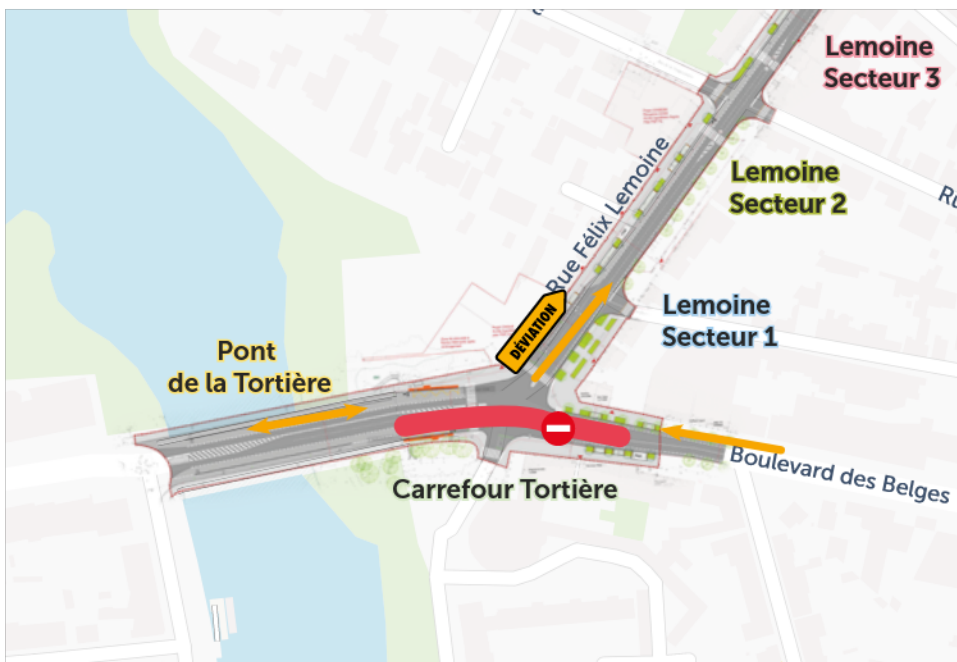 Lemoine
Secteur 3
Lemoine
Secteur 2
Rue Félix Lemoine
Lemoine
Secteur 1
DÉVIATION
Pont
de la Tortière
Boulevard des Belges
Carrefour Tortière